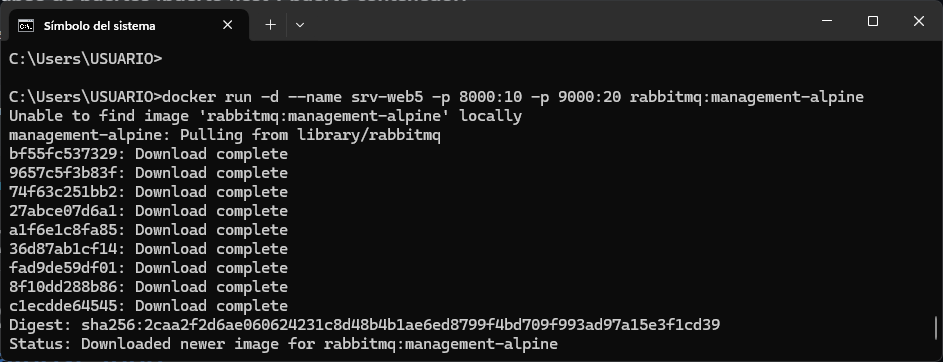 Símbolo del sistema
C:\Users\USUARIO>
C:\Users\USUARIO>docker run -d --name srv-web5 -p 8000:10 -p 9000:20 rabbitmq:management-alpine
Unable to find image 'rabbitmq:management-alpine' locally
management-alpine: Pulling from library/rabbitmq
bf55fc537329: Download complete
9657c5f3b83f: Download complete
74f63c251bb2: Download complete
27abce07d6a1: Download complete
a1f6e1c8fa85: Download complete
36d87ab1cf14: Download complete
fad9de59df01: Download complete
8f10dd288b86: Download complete
c1ecdde64545: Download complete
Digest: sha256:2caa2f2d6ae060624231c8d48b4b1ae6ed8799f4bd709f993ad97a15e3f1cd39
Status: Downloaded newer image for rabbitmq:management-alpine